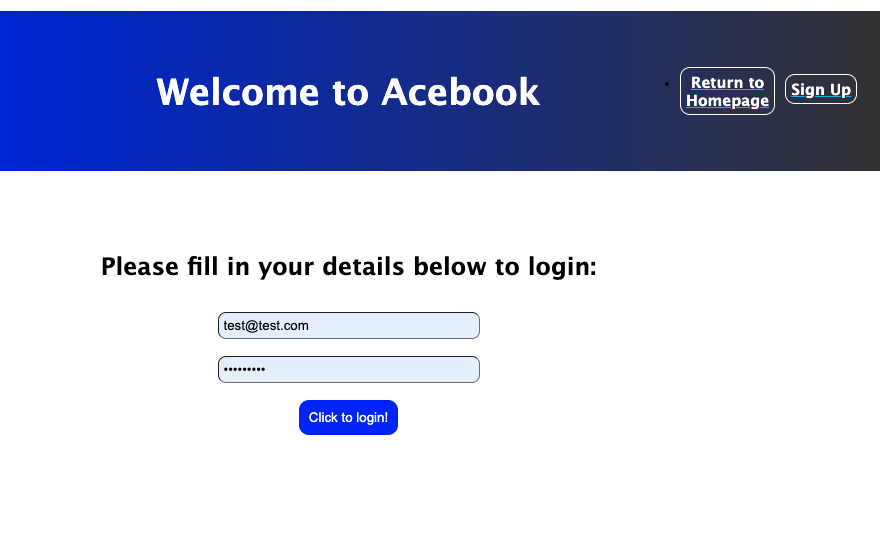 Welcome to Acebook
Return to
Homepage
Sign Up
Please fill in your details below to login:
test@test.com
•••••••••
Click to login!